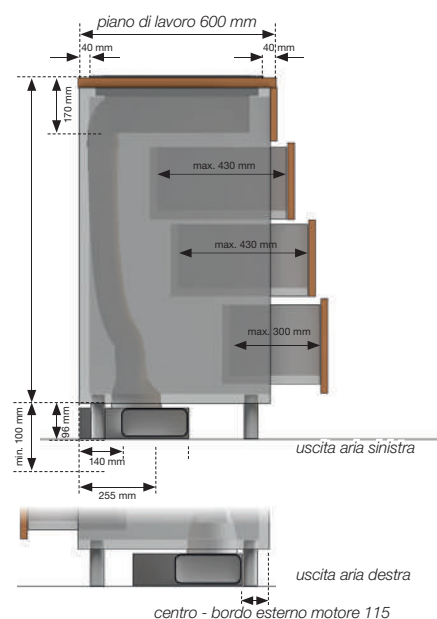 piano di lavoro 600 mm
40 mm
40 mm
170 mm
max. 430 mm
max. 430 mm
max. 300 mm
min. 100 mm
96 mm
uscita aria sinistra
140 mm
255 mm
uscita aria destra
centro - bordo esterno motore 115